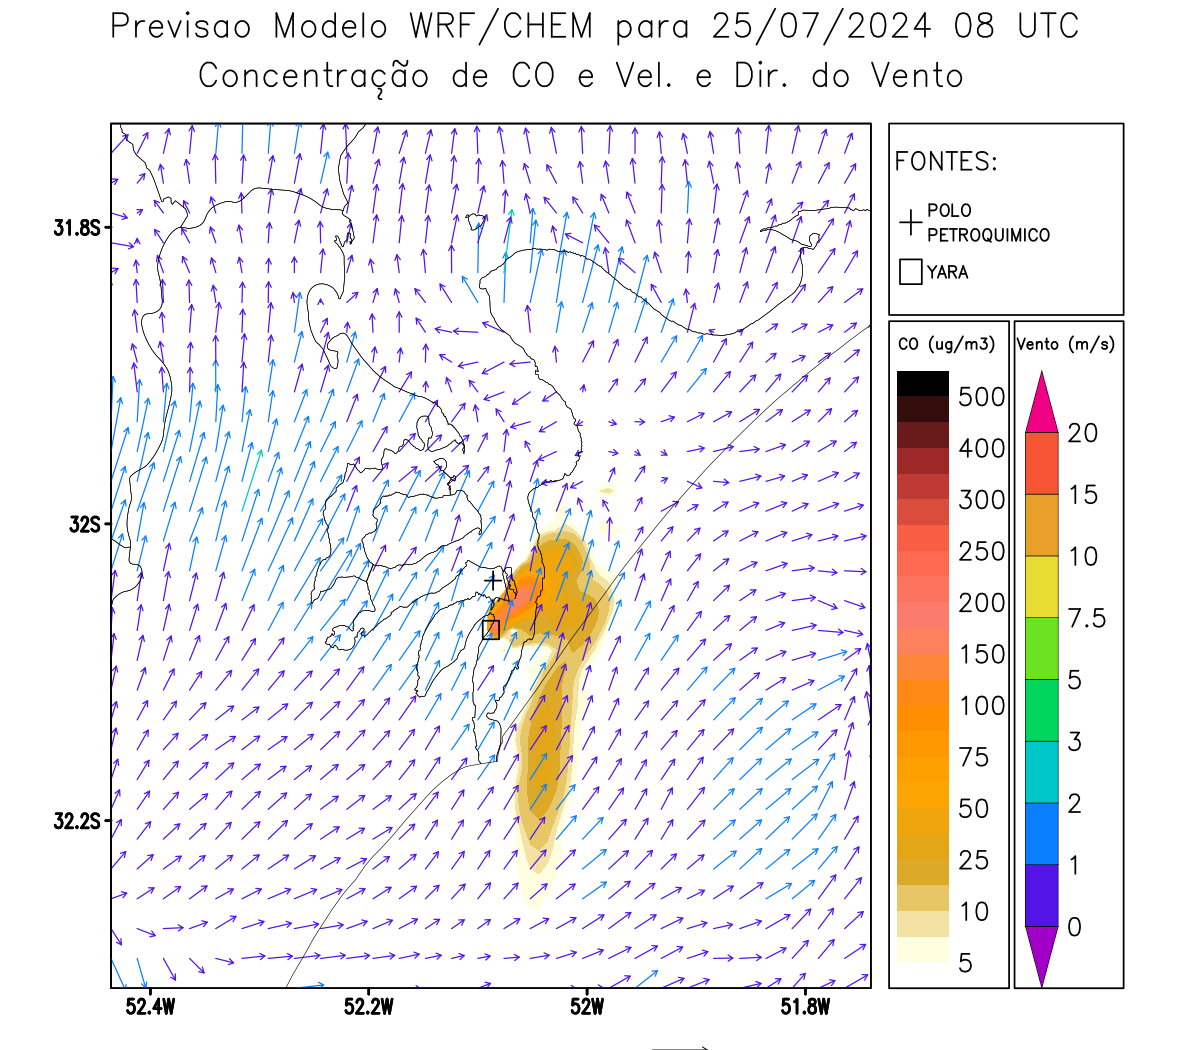 Previsao Modelo WRF/CHEM para 25/07/2024 08 UTC
Concentração de CO e Vel. e Dir. do Vento
FONTES:
POLO
PETROQUIMICO
YARA
CO (ug/m3)
500
400
300
250
200
150
100
75
50
25
10
5
Vento (m/s)
20
15
10
7.5
5
3
2
1
0
31.8S
32S
32.2S
52.4W
52.2W
52W
51.8W